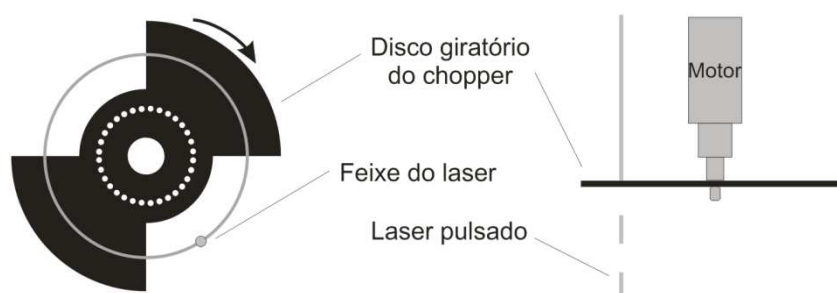 Disco giratório
do chopper
Motor
Feixe do laser
Laser pulsado